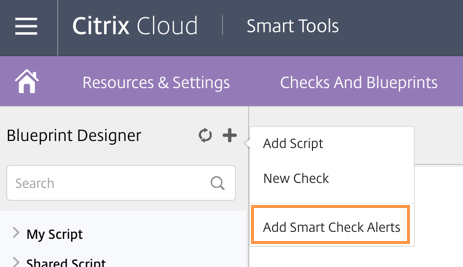 Citrix Cloud
Smart Tools
Resources & Settings
Checks And Blueprints
Blueprint Designer
Search
My Script
Shared Script
Add Script
New Check
Add Smart Check Alerts